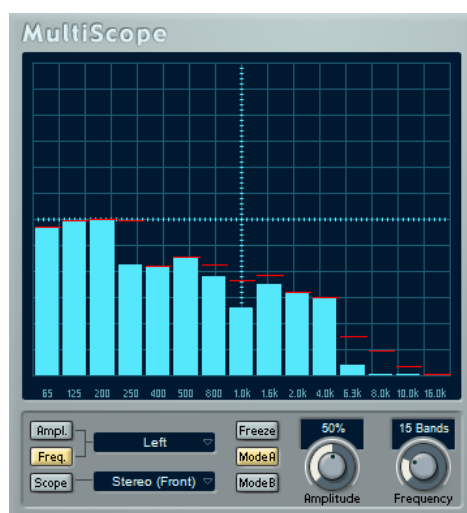 MultiScope
65 125 200 250 400 500 800 1.0k 1.6k 2.0k 4.0k 6.3k 8.0k 10.0k 16.0k
Ampl. Left Freeze 50% 15 Bands
Freq. Mode A
Scope Stereo (Front) Mode B
Amplitude Frequency